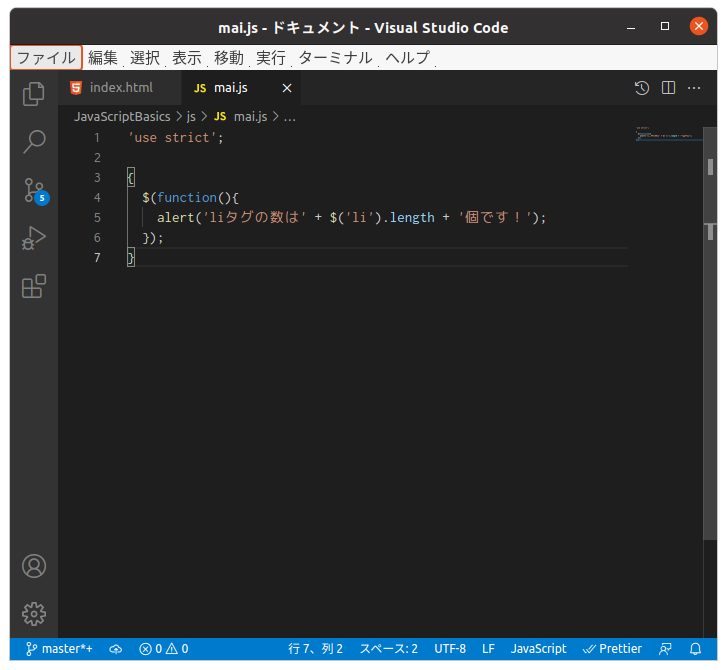 mai.js - ドキュメント - Visual Studio Code
ファイル 編集 選択 表示 移動 実行 ターミナル ヘルプ
index.html JS mai.js
JavaScriptBasics > js > JS mai.js > ...
1 'use strict';
2
3 {
4 $(function(){
5 alert('liタグの数は' + $('li').length + '個です！');
6 });
7 }
5
master*+ 0 0 行 7、列 2 スペース: 2 UTF-8 LF JavaScript Prettier